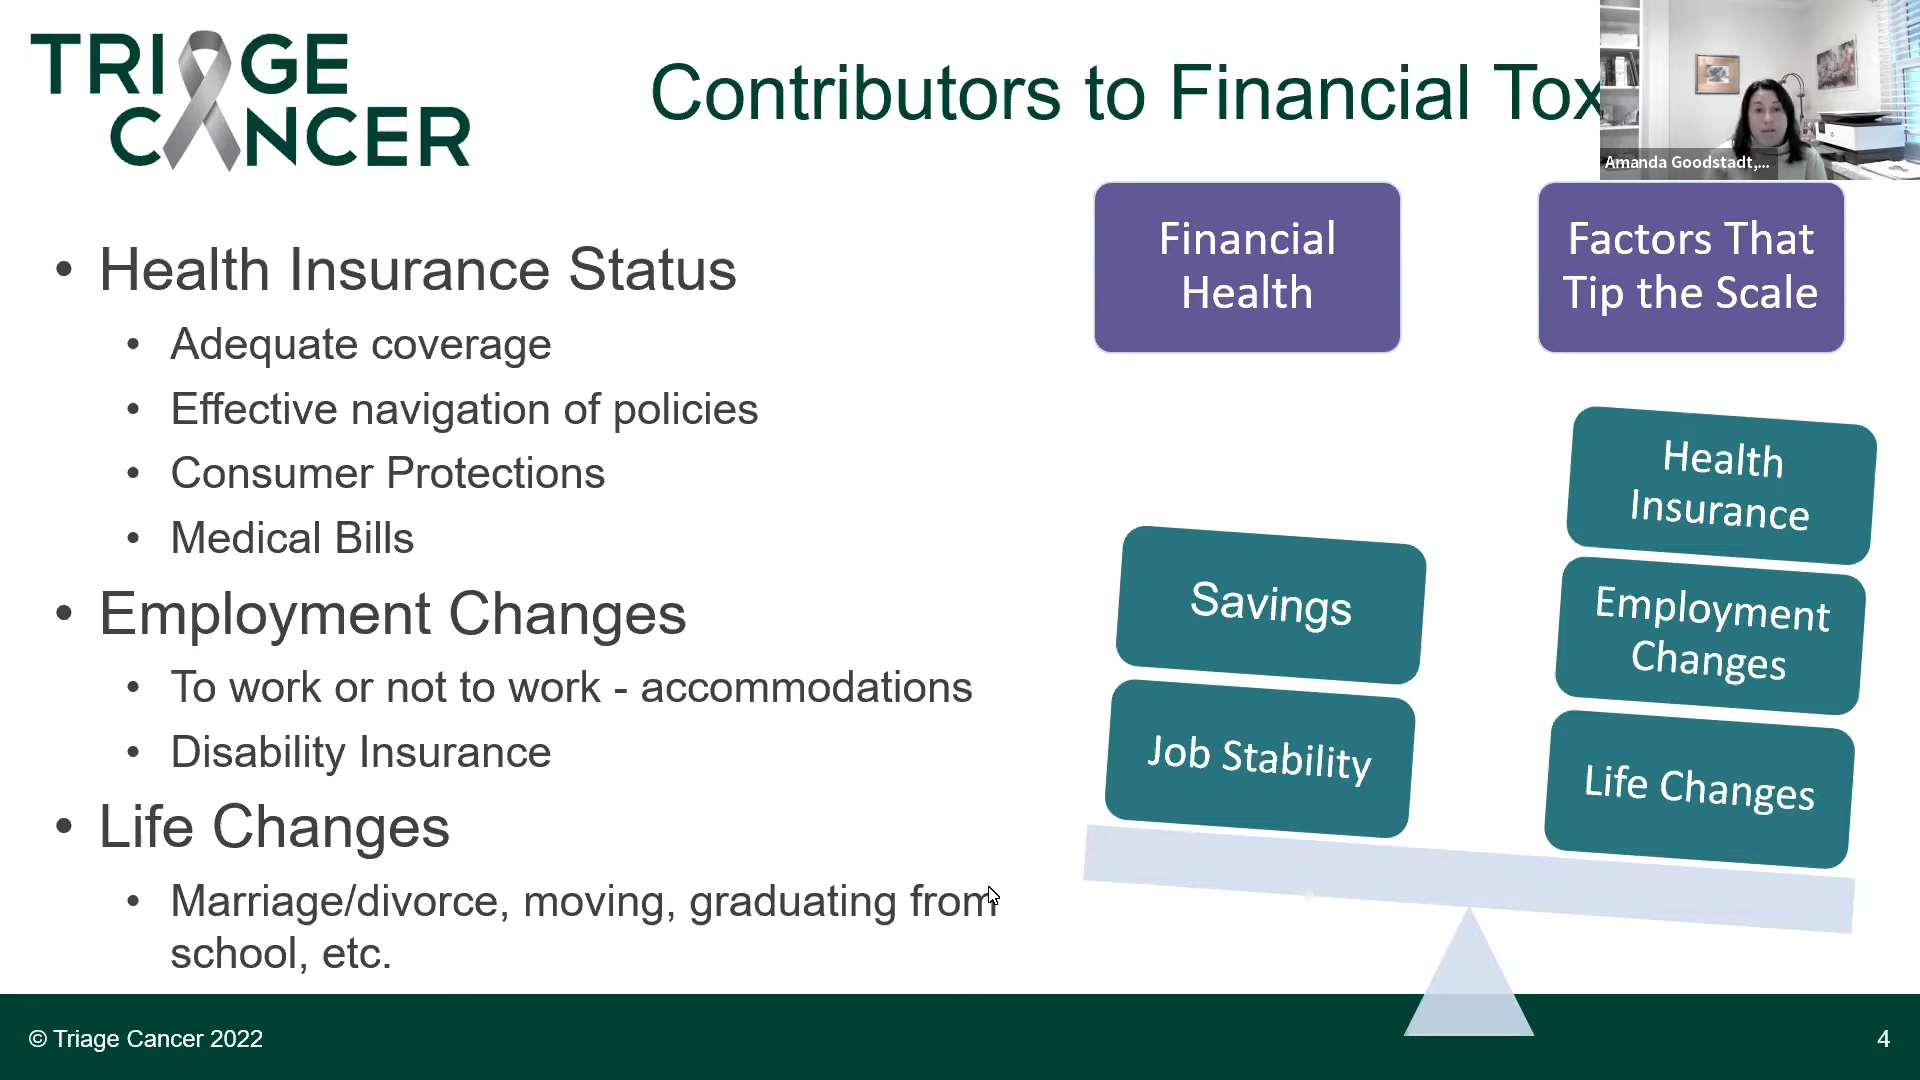 TRIAGE
CANCER
Contributors to Financial Tox
Amanda Goodstadt,...
• Health Insurance Status
• Adequate coverage
• Effective navigation of policies
• Consumer Protections
• Medical Bills
• Employment Changes
• To work or not to work - accommodations
• Disability Insurance
• Life Changes
• Marriage/divorce, moving, graduating from
school, etc.
Financial
Health
Factors That
Tip the Scale
Savings
Job Stability
Health
Insurance
Employment
Changes
Life Changes
© Triage Cancer 2022
4